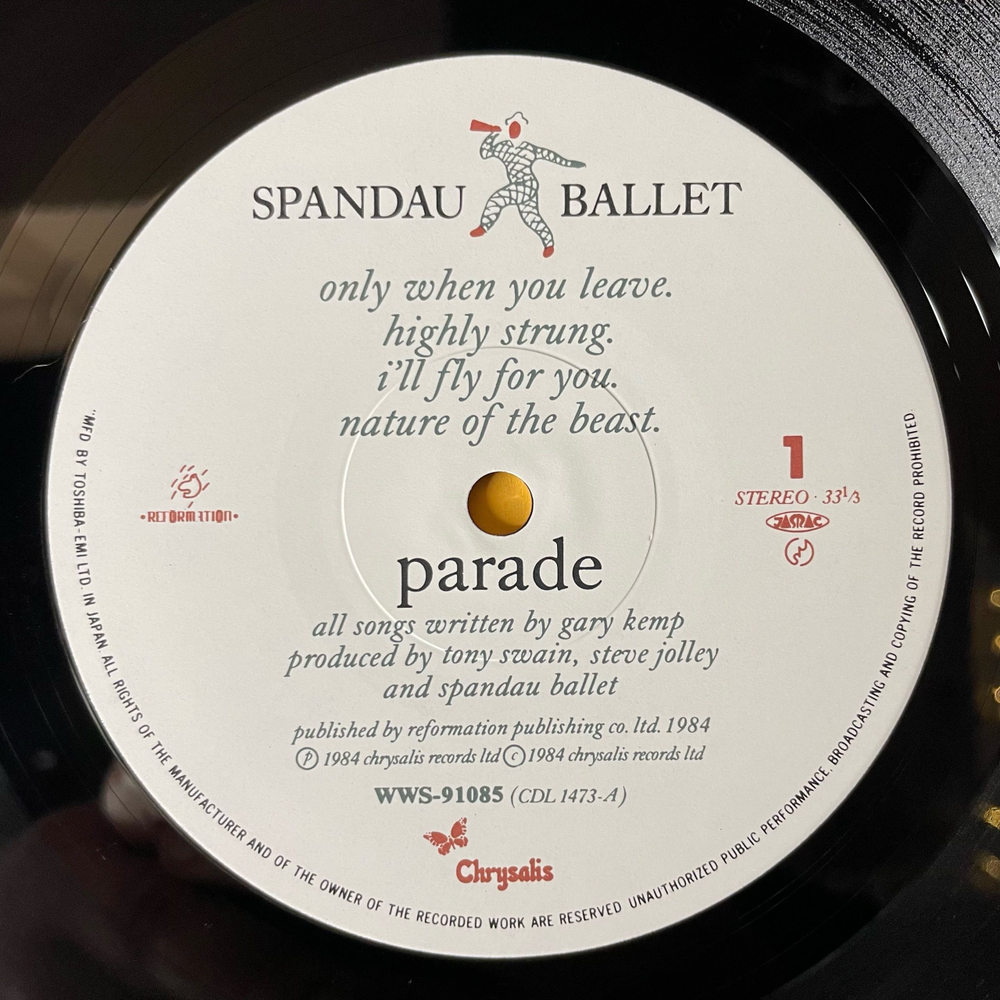 SPANDAU BALLET
only when you leave.
highly strung.
i'll fly for you.
nature of the beast.
·REFORMATION·
1
STEREO · 33 1/3
JASRAC
parade
all songs written by gary kemp
produced by tony swain, steve jolley
and spandau ballet
published by reformation publishing co. ltd. 1984
Ⓟ 1984 chrysalis records ltd © 1984 chrysalis records ltd
WWS-91085 (CDL 1473-A)
Chrysalis
"MFD BY TOSHIBA-EMI LTD. IN JAPAN. ALL RIGHTS OF THE MANUFACTURER AND OF THE OWNER OF THE RECORDED WORK ARE RESERVED UNAUTHORIZED PUBLIC PERFORMANCE. BROADCASTING AND COPYING OF THE RECORD PROHIBITED.